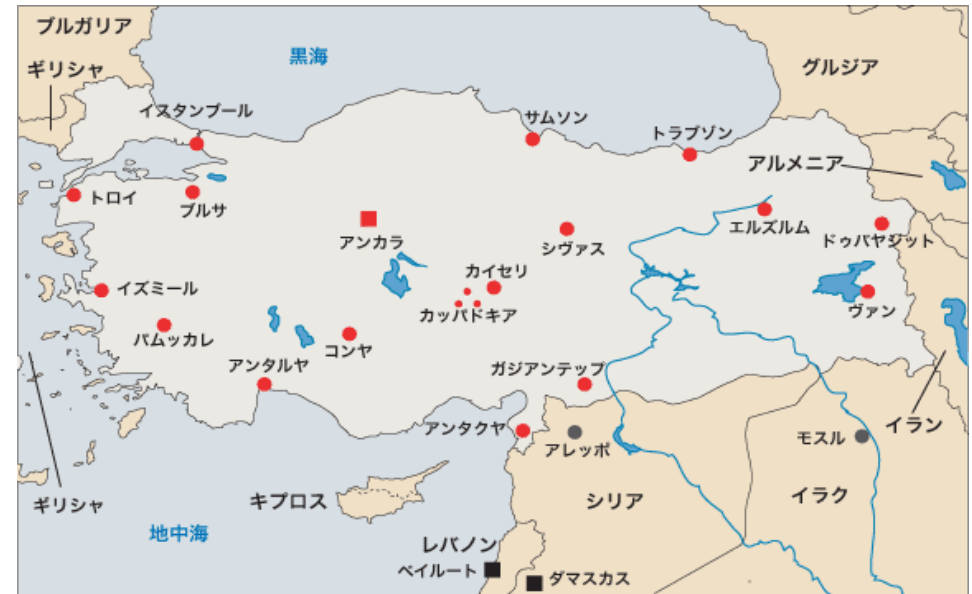 ブルガリア
黒海
ギリシャ
グルジア
イスタンブール
サムソン
トラブゾン
アルメニア
トロイ
ブルサ
アンカラ
シヴァス
エルズルム
ドゥバヤジット
カイセリ
イズミール
カッパドキア
ヴァン
パムッカレ
コンヤ
アンタルヤ
ガジアンテップ
イラン
アンタクヤ
アレッポ
モスル
ギリシャ
キプロス
シリア
イラク
地中海
レバノン
ベイルート
ダマスカス